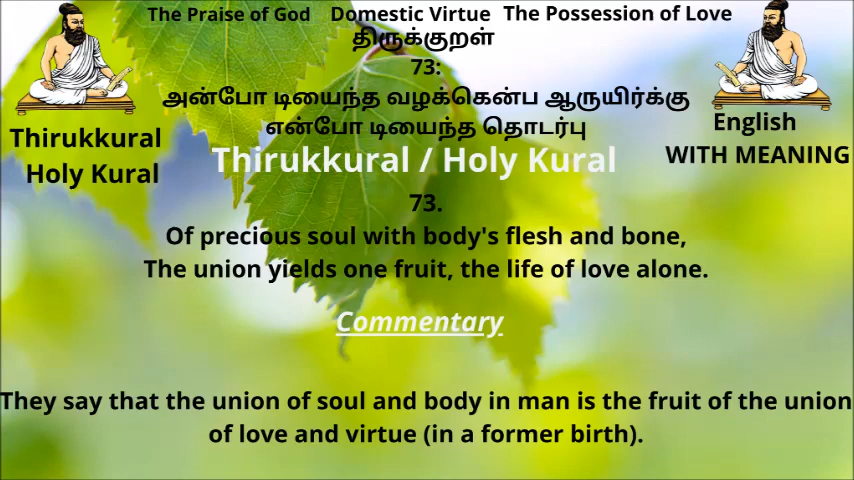 The Praise of God Domestic Virtue The Possession of Love
திருக்குறள்
73:
அன்போ டியைந்த வழக்கென்ப ஆருயிர்க்கு
என்போ டியைந்த தொடர்பு
Thirukkural
Holy Kural
English
WITH MEANING
Thirukkural / Holy Kural
73.
Of precious soul with body's flesh and bone,
The union yields one fruit, the life of love alone.
Commentary
They say that the union of soul and body in man is the fruit of the union
of love and virtue (in a former birth).